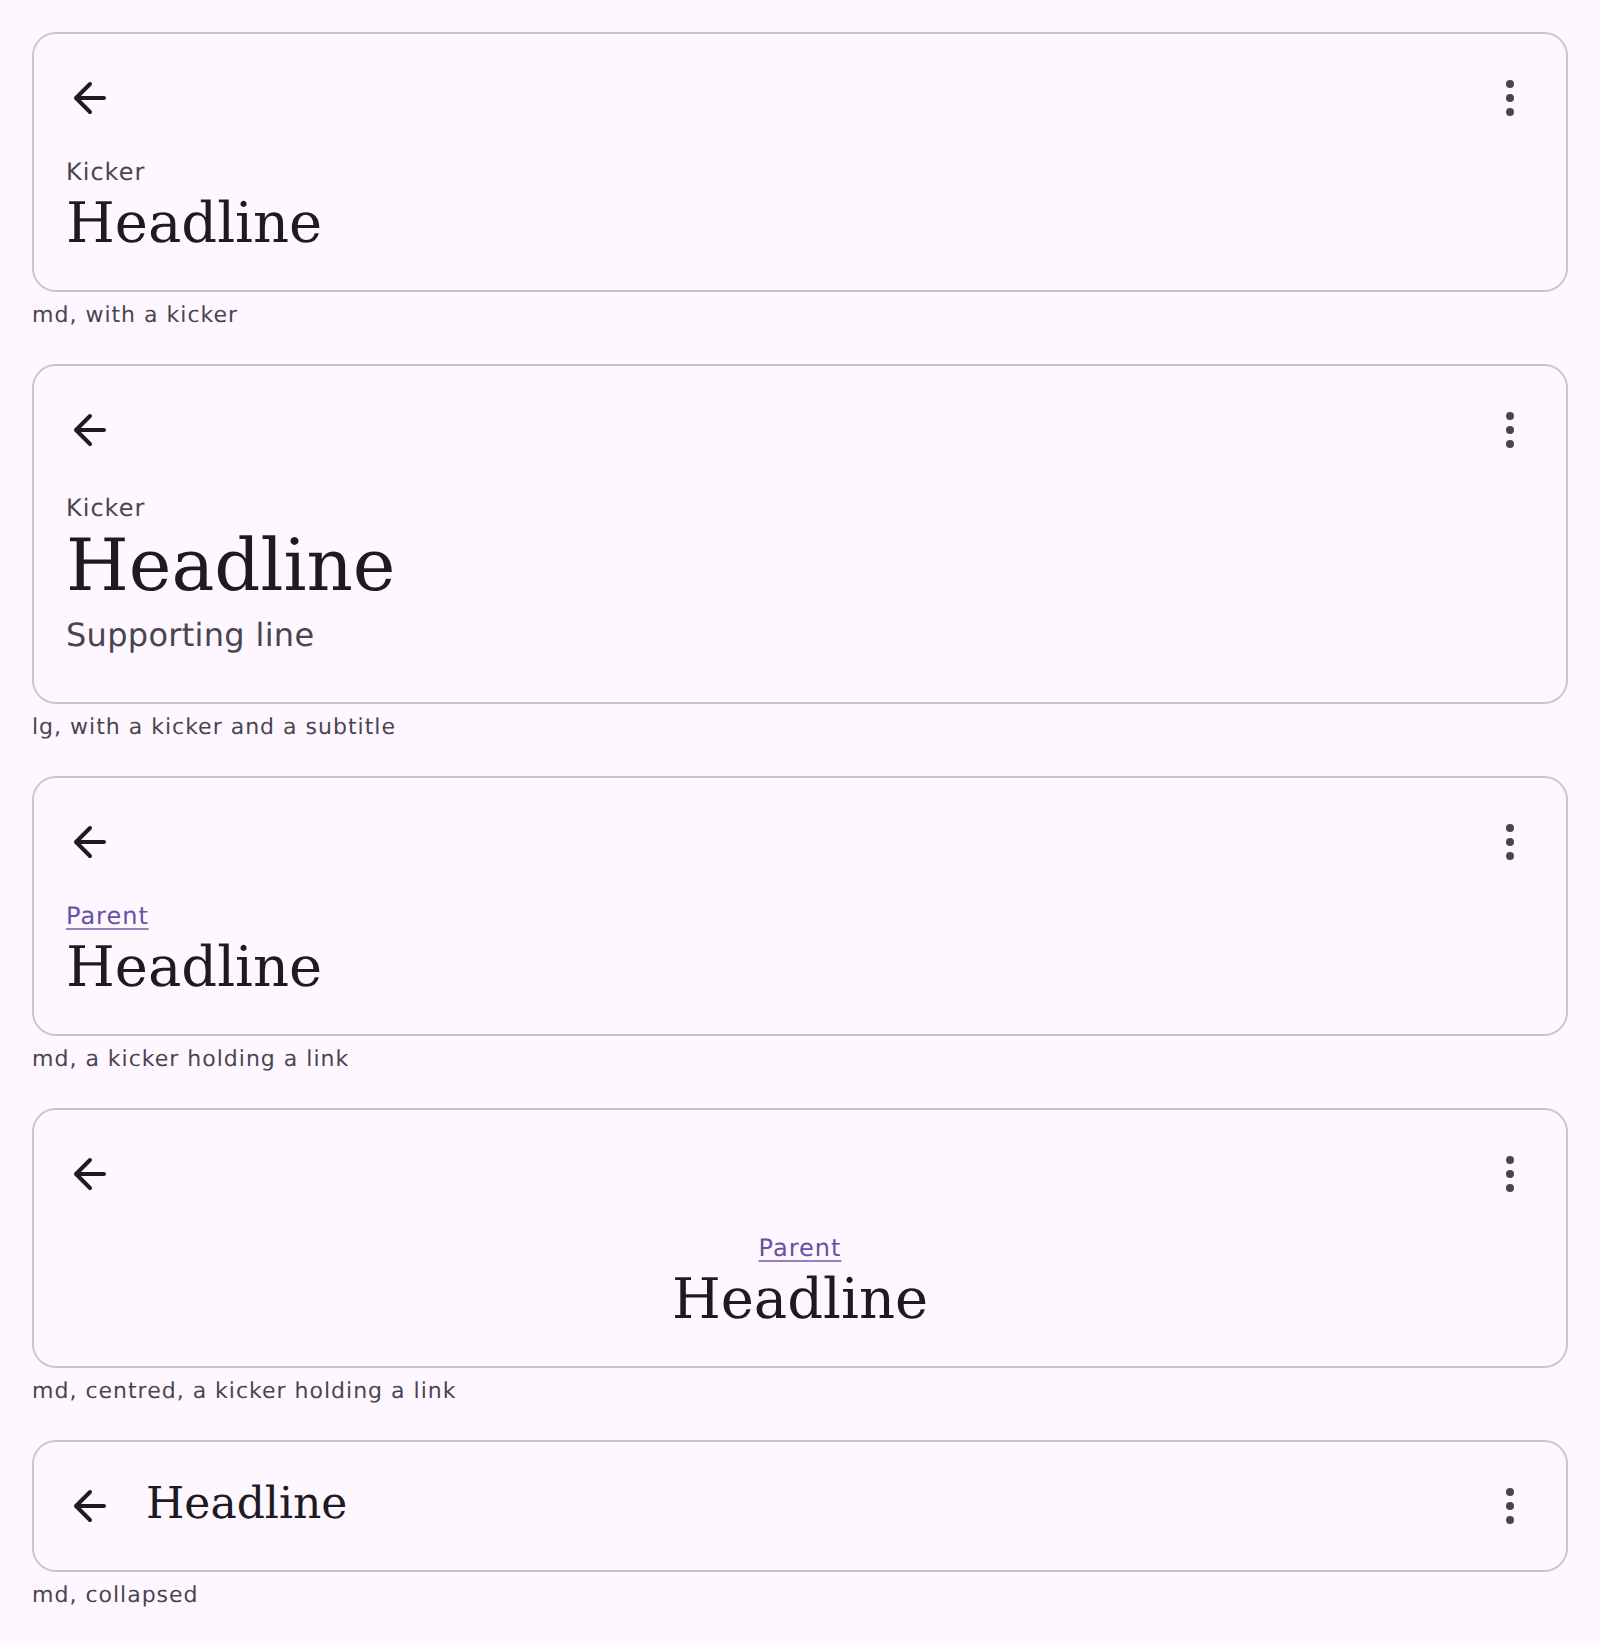 Kicker
Headline
md, with a kicker
Kicker
Headline
Supporting line
lg, with a kicker and a subtitle
Parent
Headline
md, a kicker holding a link
Parent
Headline
md, centred, a kicker holding a link
Headline
md, collapsed